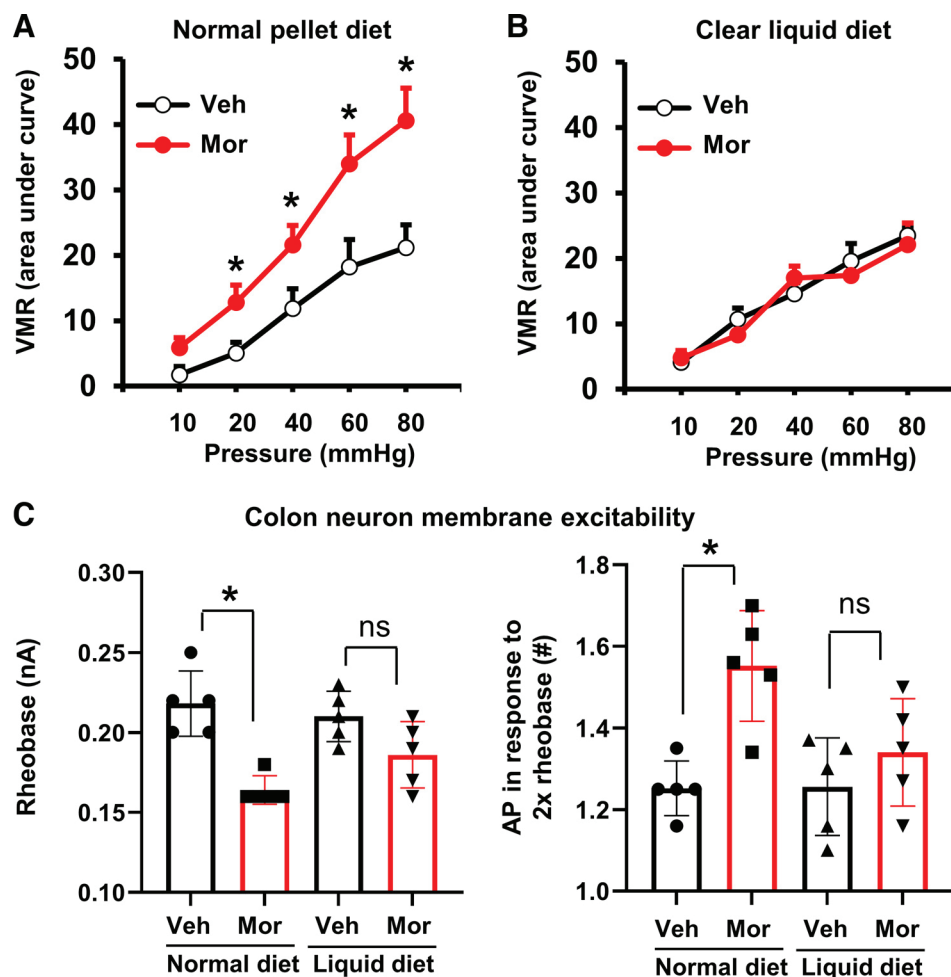 A
Normal pellet diet
VMR (area under curve)
50
40
30
20
10
0
Veh
Mor
*
*
*
*
10 20 40 60 80
Pressure (mmHg)
B
Clear liquid diet
VMR (area under curve)
50
40
30
20
10
0
Veh
Mor
10 20 40 60 80
Pressure (mmHg)
C
Colon neuron membrane excitability
Rheobase (nA)
0.30
0.25
0.20
0.15
0.10
*
ns
Veh Mor Veh Mor
Normal diet Liquid diet
AP in response to
2x rheobase (#)
1.8
1.6
1.4
1.2
1.0
*
ns
Veh Mor Veh Mor
Normal diet Liquid diet